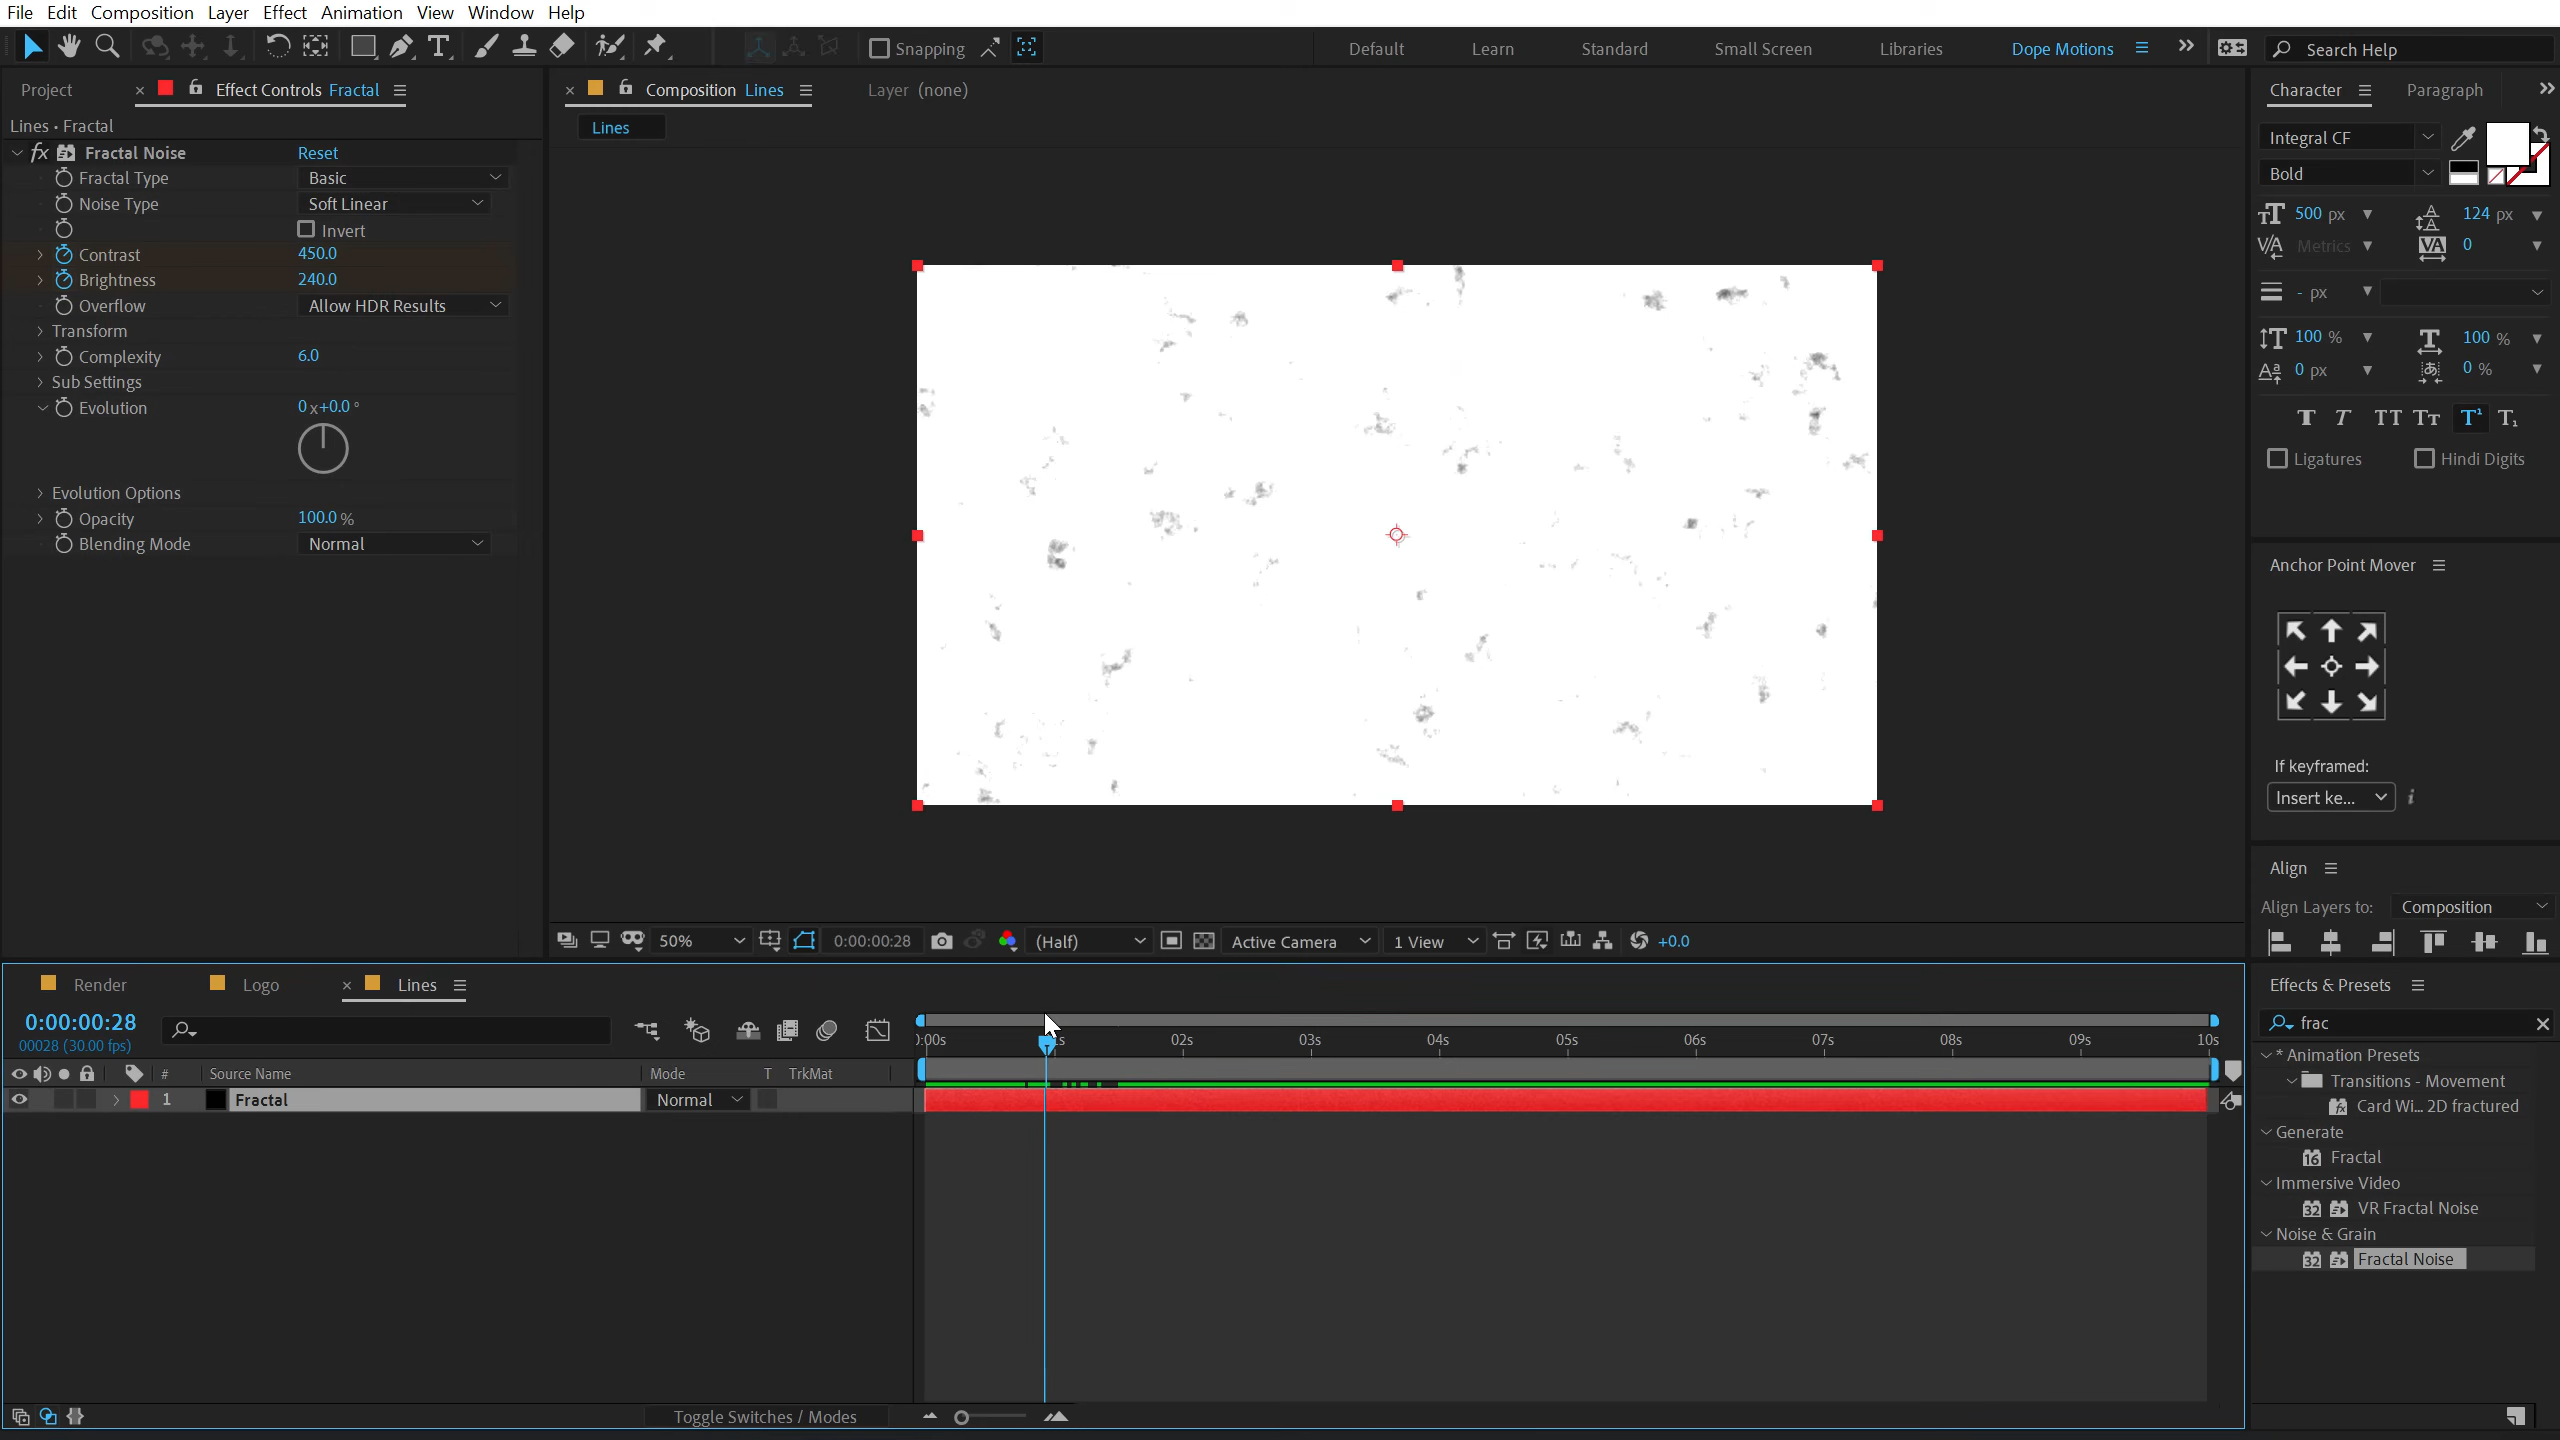 File Edit Composition Layer Effect Animation View Window Help
Snapping
Default Learn Standard Small Screen Libraries Dope Motions
Search Help
Project
Effect Controls Fractal
Composition Lines
Layer (none)
Character
Paragraph
Lines • Fractal
Lines
Integral CF
Bold
fx Fractal Noise Reset
Fractal Type Basic
Noise Type Soft Linear
Invert
Contrast 450.0
Brightness 240.0
Overflow Allow HDR Results
Transform
Complexity 6.0
Sub Settings
Evolution 0x+0.0°
Evolution Options
Opacity 100.0 %
Blending Mode Normal
500 px 124 px
Metrics 0
- px
100 % 100 %
0 px 0 %
Ligatures Hindi Digits
Anchor Point Mover
If keyframed:
Insert ke...
Align
Align Layers to: Composition
50% 0:00:00:28 (Half) Active Camera 1 View +0.0
Render Logo Lines
0:00:00:28
00028 (30.00 fps)
):00s 1s 02s 03s 04s 05s 06s 07s 08s 09s 10s
# Source Name Mode T TrkMat
1 Fractal Normal
Toggle Switches / Modes
Effects & Presets
frac
* Animation Presets
Transitions - Movement
Card Wi... 2D fractured
Generate
16 Fractal
Immersive Video
32 VR Fractal Noise
Noise & Grain
32 Fractal Noise